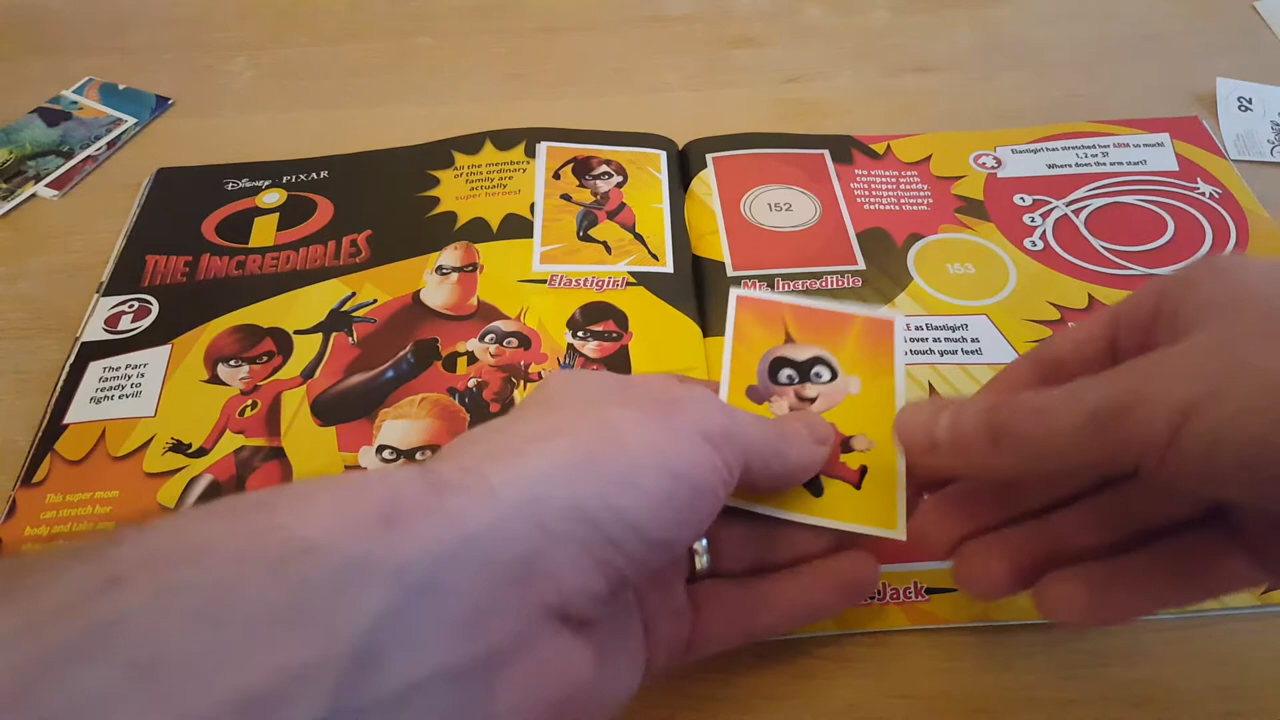 DISNEY · PIXAR
THE INCREDIBLES
All the members
of this ordinary
family are
actually
super heroes!
Elastigirl
The Parr
family is
ready to
fight evil!
This super mom
can stretch her
body and take any
152
Mr. Incredible
No villain can
compete with
this super daddy.
His superhuman
strength always
defeats them.
153
Elastigirl has stretched her ARM so much!
1, 2 or 3?
Where does the arm start?
1
2
3
E as Elastigirl?
over as much as
touch your feet!
-Jack
92